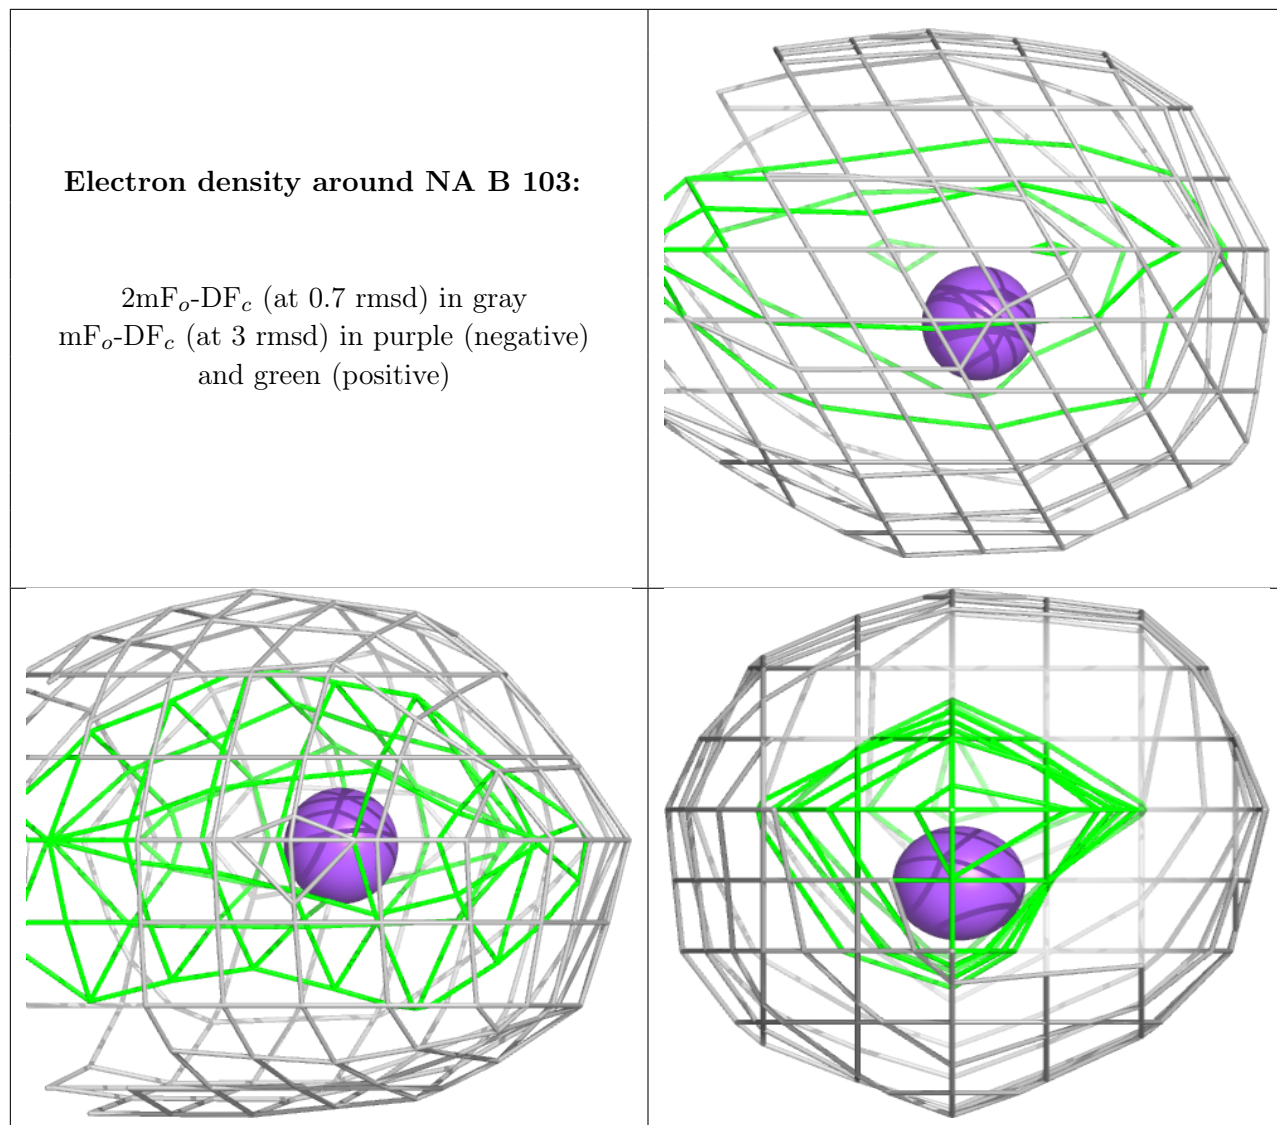 Electron density around NA B 103:
2mFo-DFc (at 0.7 rmsd) in gray
mFo-DFc (at 3 rmsd) in purple (negative)
and green (positive)